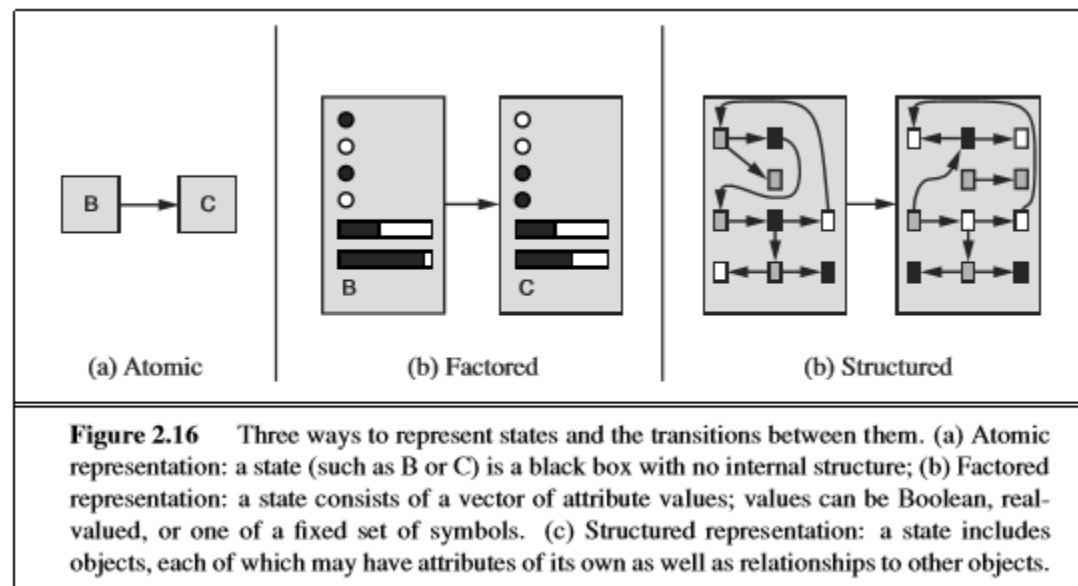 B
C
B
C
(a) Atomic
(b) Factored
(b) Structured
Figure 2.16 Three ways to represent states and the transitions between them. (a) Atomic
representation: a state (such as B or C) is a black box with no internal structure; (b) Factored
representation: a state consists of a vector of attribute values; values can be Boolean, real-
valued, or one of a fixed set of symbols. (c) Structured representation: a state includes
objects, each of which may have attributes of its own as well as relationships to other objects.